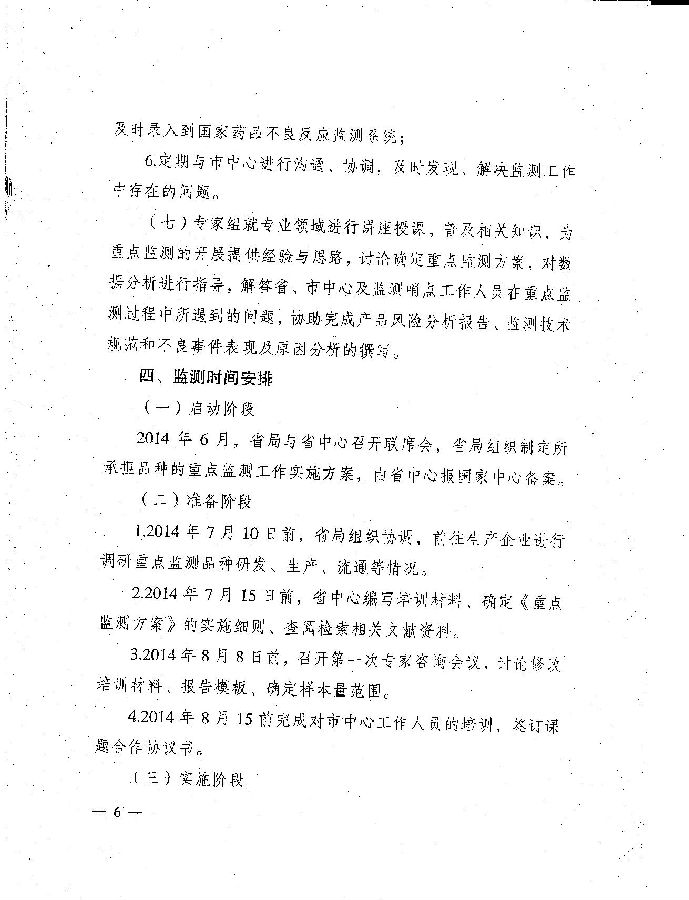 及时录入到国家药品不良反应监测系统；
6.定期与市中心进行沟通、协调，及时发现、解决监测工作
中存在的问题。
（七）专家组就专业领域进行讲座授课，普及相关知识，为
重点监测的开展提供经验与思路，讨论确定重点监测方案，对数
据分析进行指导，解答省、市中心及监测哨点工作人员在重点监
测过程中所遇到的问题，协助完成产品风险分析报告、监测技术
规范和不良事件表现及原因分析的撰写。
四、监测时间安排
（一）启动阶段
2014 年 6 月，省局与省中心召开联席会，省局组织制定所
承担品种的重点监测工作实施方案，由省中心报国家中心备案。
（二）准备阶段
1.2014 年 7 月 10 日前，省局组织协调，前往生产企业进行
调研重点监测品种研发、生产、流通等情况。
2.2014 年 7 月 15 日前，省中心编写培训材料、确定《重点
监测方案》的实施细则、查阅检索相关文献资料。
3.2014 年 8 月 8 日前，召开第一次专家咨询会议，讨论修改
培训材料、报告模板、确定样本量范围。
4.2014 年 8 月 15 前完成对市中心工作人员的培训，签订课
题合作协议书。
（三）实施阶段
— 6 —